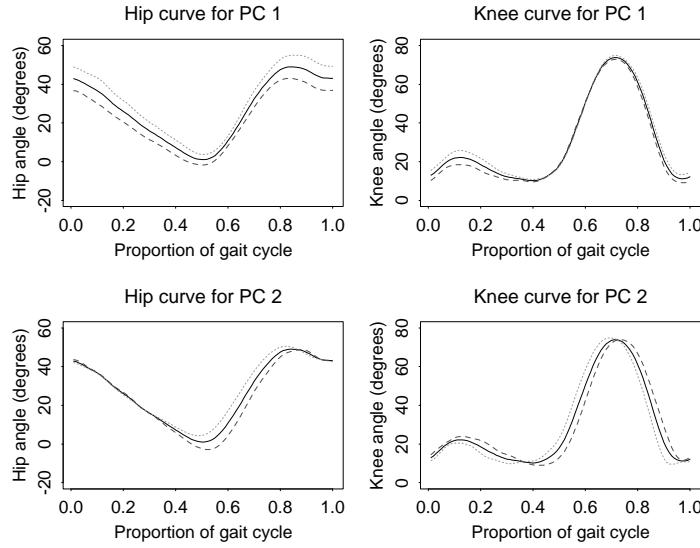 Hip curve for PC 1
Hip angle (degrees)
-20 0 20 40 60
0.0 0.2 0.4 0.6 0.8 1.0
Proportion of gait cycle
Knee curve for PC 1
Knee angle (degrees)
0 20 40 60 80
0.0 0.2 0.4 0.6 0.8 1.0
Proportion of gait cycle
Hip curve for PC 2
Hip angle (degrees)
-20 0 20 40 60
0.0 0.2 0.4 0.6 0.8 1.0
Proportion of gait cycle
Knee curve for PC 2
Knee angle (degrees)
0 20 40 60 80
0.0 0.2 0.4 0.6 0.8 1.0
Proportion of gait cycle